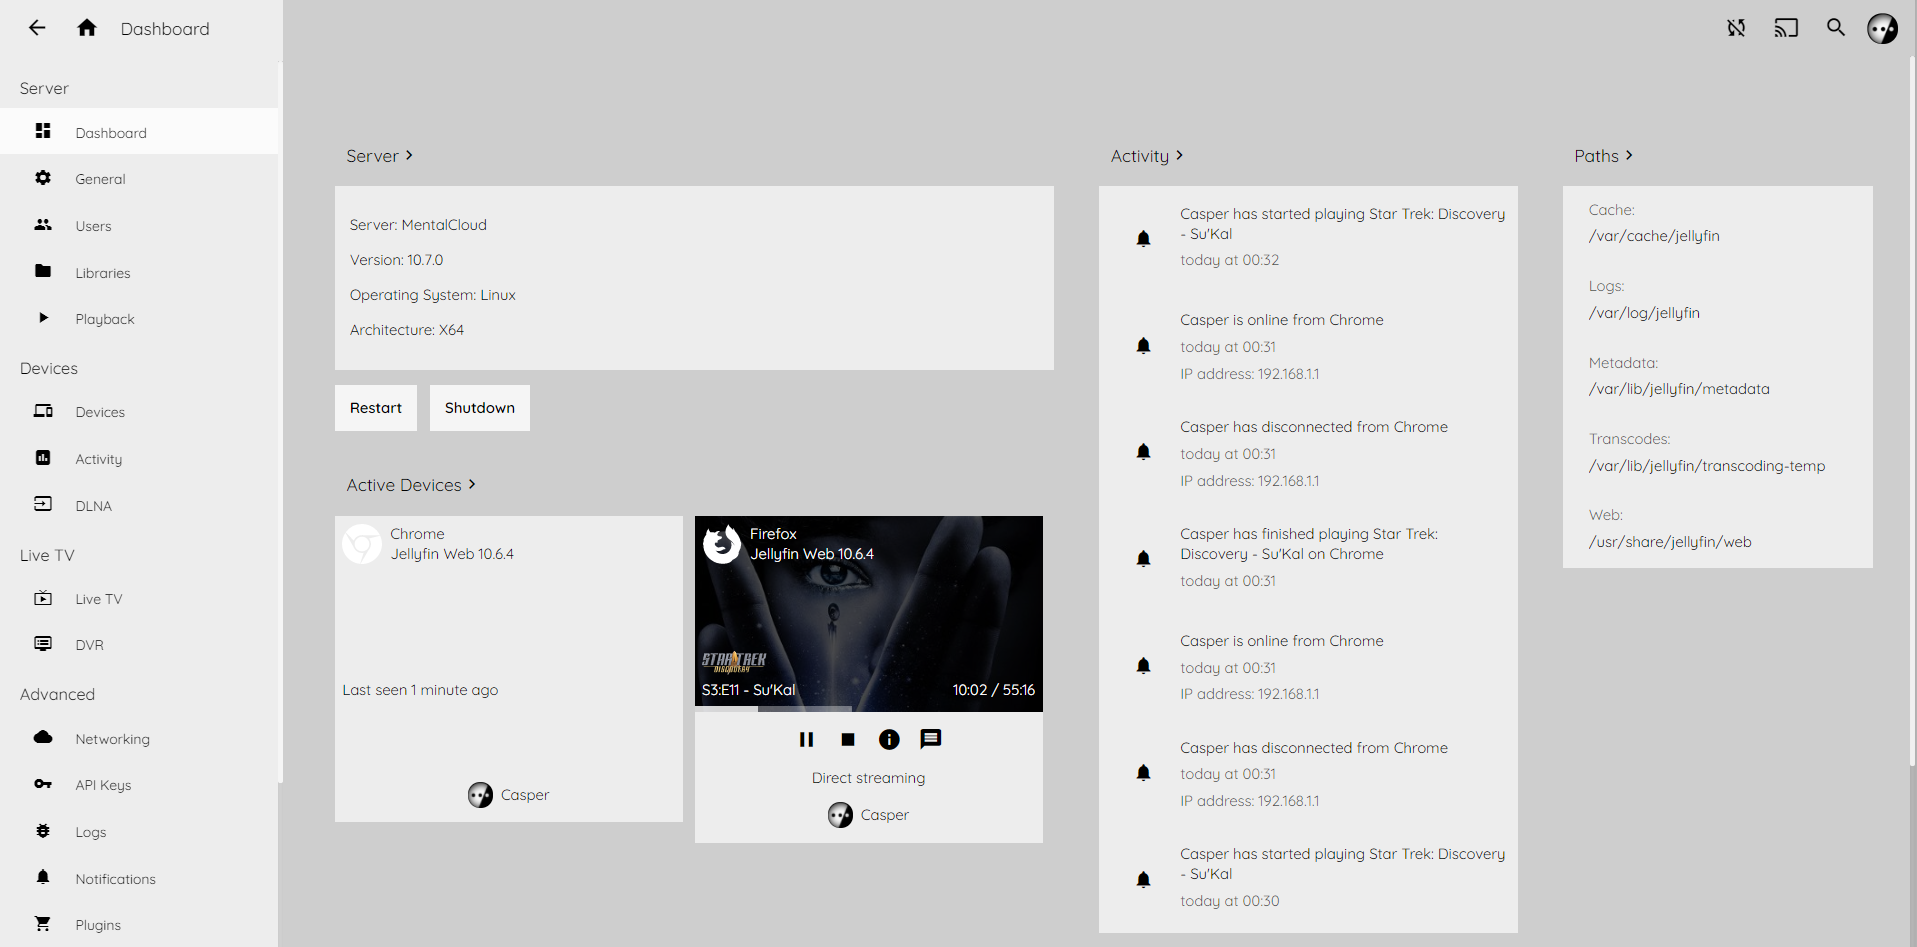 Dashboard
Server
Dashboard
General
Users
Libraries
Playback
Devices
Devices
Activity
DLNA
Live TV
Live TV
DVR
Advanced
Networking
API Keys
Logs
Notifications
Plugins
Server
Server: MentalCloud
Version: 10.7.0
Operating System: Linux
Architecture: X64
Restart
Shutdown
Active Devices
Chrome
Jellyfin Web 10.6.4
Last seen 1 minute ago
Casper
Firefox
Jellyfin Web 10.6.4
STAR TREK
DISCOVERY
S3:E11 - Su'Kal
10:02 / 55:16
Direct streaming
Casper
Activity
Casper has started playing Star Trek: Discovery
- Su'Kal
today at 00:32
Casper is online from Chrome
today at 00:31
IP address: 192.168.1.1
Casper has disconnected from Chrome
today at 00:31
IP address: 192.168.1.1
Casper has finished playing Star Trek:
Discovery - Su'Kal on Chrome
today at 00:31
Casper is online from Chrome
today at 00:31
IP address: 192.168.1.1
Casper has disconnected from Chrome
today at 00:31
IP address: 192.168.1.1
Casper has started playing Star Trek: Discovery
- Su'Kal
today at 00:30
Paths
Cache:
/var/cache/jellyfin
Logs:
/var/log/jellyfin
Metadata:
/var/lib/jellyfin/metadata
Transcodes:
/var/lib/jellyfin/transcoding-temp
Web:
/usr/share/jellyfin/web